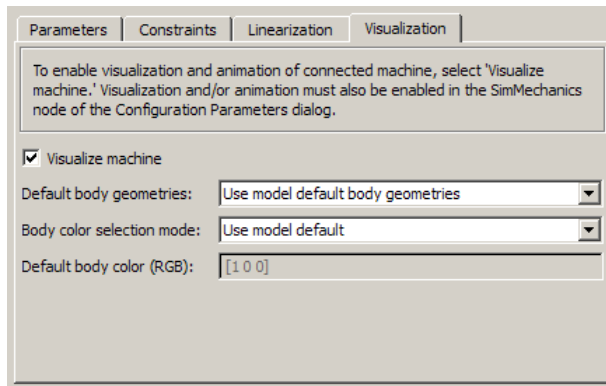 Parameters Constraints Linearization Visualization
To enable visualization and animation of connected machine, select 'Visualize
machine.' Visualization and/or animation must also be enabled in the SimMechanics
node of the Configuration Parameters dialog.
Visualize machine
Default body geometries: Use model default body geometries
Body color selection mode: Use model default
Default body color (RGB): [1 0 0]